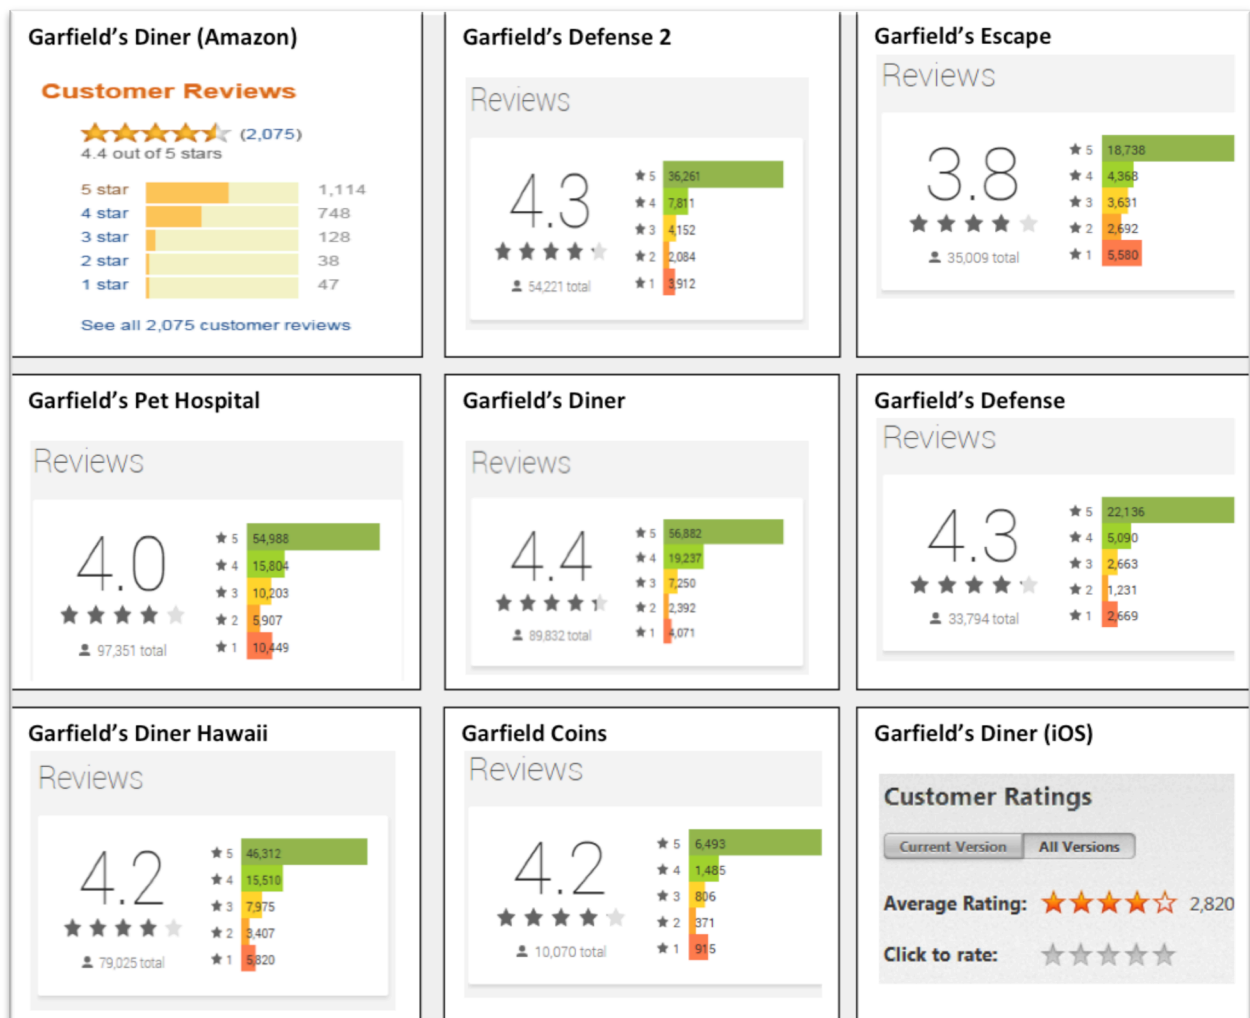 Garfield’s Diner (Amazon)
Customer Reviews
(2,075)
4.4 out of 5 stars
5 star 1,114
4 star 748
3 star 128
2 star 38
1 star 47
See all 2,075 customer reviews
Garfield’s Defense 2
Reviews
4.3
54,221 total
5 36,261
4 7,811
3 4,152
2 2,084
1 3,912
Garfield’s Escape
Reviews
3.8
35,009 total
5 18,738
4 4,368
3 3,631
2 2,692
1 5,580
Garfield’s Pet Hospital
Reviews
4.0
97,351 total
5 54,988
4 15,804
3 10,203
2 5,907
1 10,449
Garfield’s Diner
Reviews
4.4
89,832 total
5 56,882
4 19,237
3 7,250
2 2,392
1 4,071
Garfield’s Defense
Reviews
4.3
33,794 total
5 22,136
4 5,090
3 2,663
2 1,231
1 2,669
Garfield’s Diner Hawaii
Reviews
4.2
79,025 total
5 46,312
4 15,510
3 7,975
2 3,407
1 5,820
Garfield Coins
Reviews
4.2
10,070 total
5 6,493
4 1,485
3 806
2 371
1 915
Garfield’s Diner (iOS)
Customer Ratings
Current Version All Versions
Average Rating: 2,820
Click to rate: